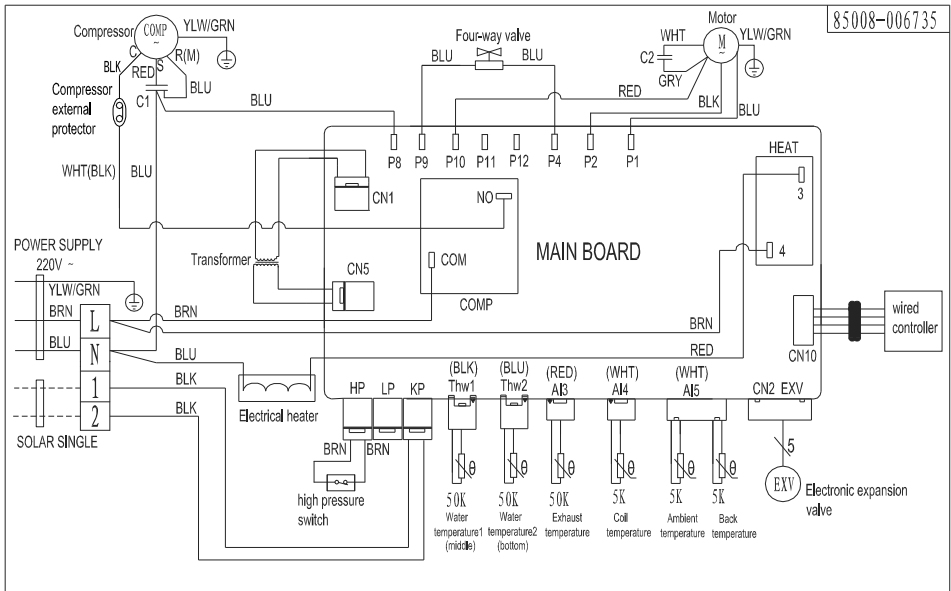 85008-006735
Compressor
COMP
~
YLW/GRN
C
S
R(M)
BLK
RED
BLU
C1
Compressor
external
protector
BLU
WHT(BLK)
BLU
Four-way valve
BLU
BLU
Motor
M
~
WHT
YLW/GRN
C2
GRY
RED
BLK
BLU
P8
P9
P10
P11
P12
P4
P2
P1
HEAT
3
4
CN1
NO
COM
COMP
MAIN BOARD
Transformer
CN5
POWER SUPPLY
220V ~
YLW/GRN
BRN
L
BRN
BRN
BLU
N
BLU
RED
1
BLK
2
BLK
SOLAR SINGLE
Electrical heater
CN10
wired
controller
HP
LP
KP
(BLK)
Thw1
(BLU)
Thw2
(RED)
AI3
(WHT)
AI4
(WHT)
AI5
CN2 EXV
BRN
BRN
high pressure
switch
θ
θ
θ
θ
θ
θ
50K
50K
50K
5K
5K
5K
Water
temperature1
(middle)
Water
temperature2
(bottom)
Exhaust
temperature
Coil
temperature
Ambient
temperature
Back
temperature
5
EXV
Electronic expansion
valve